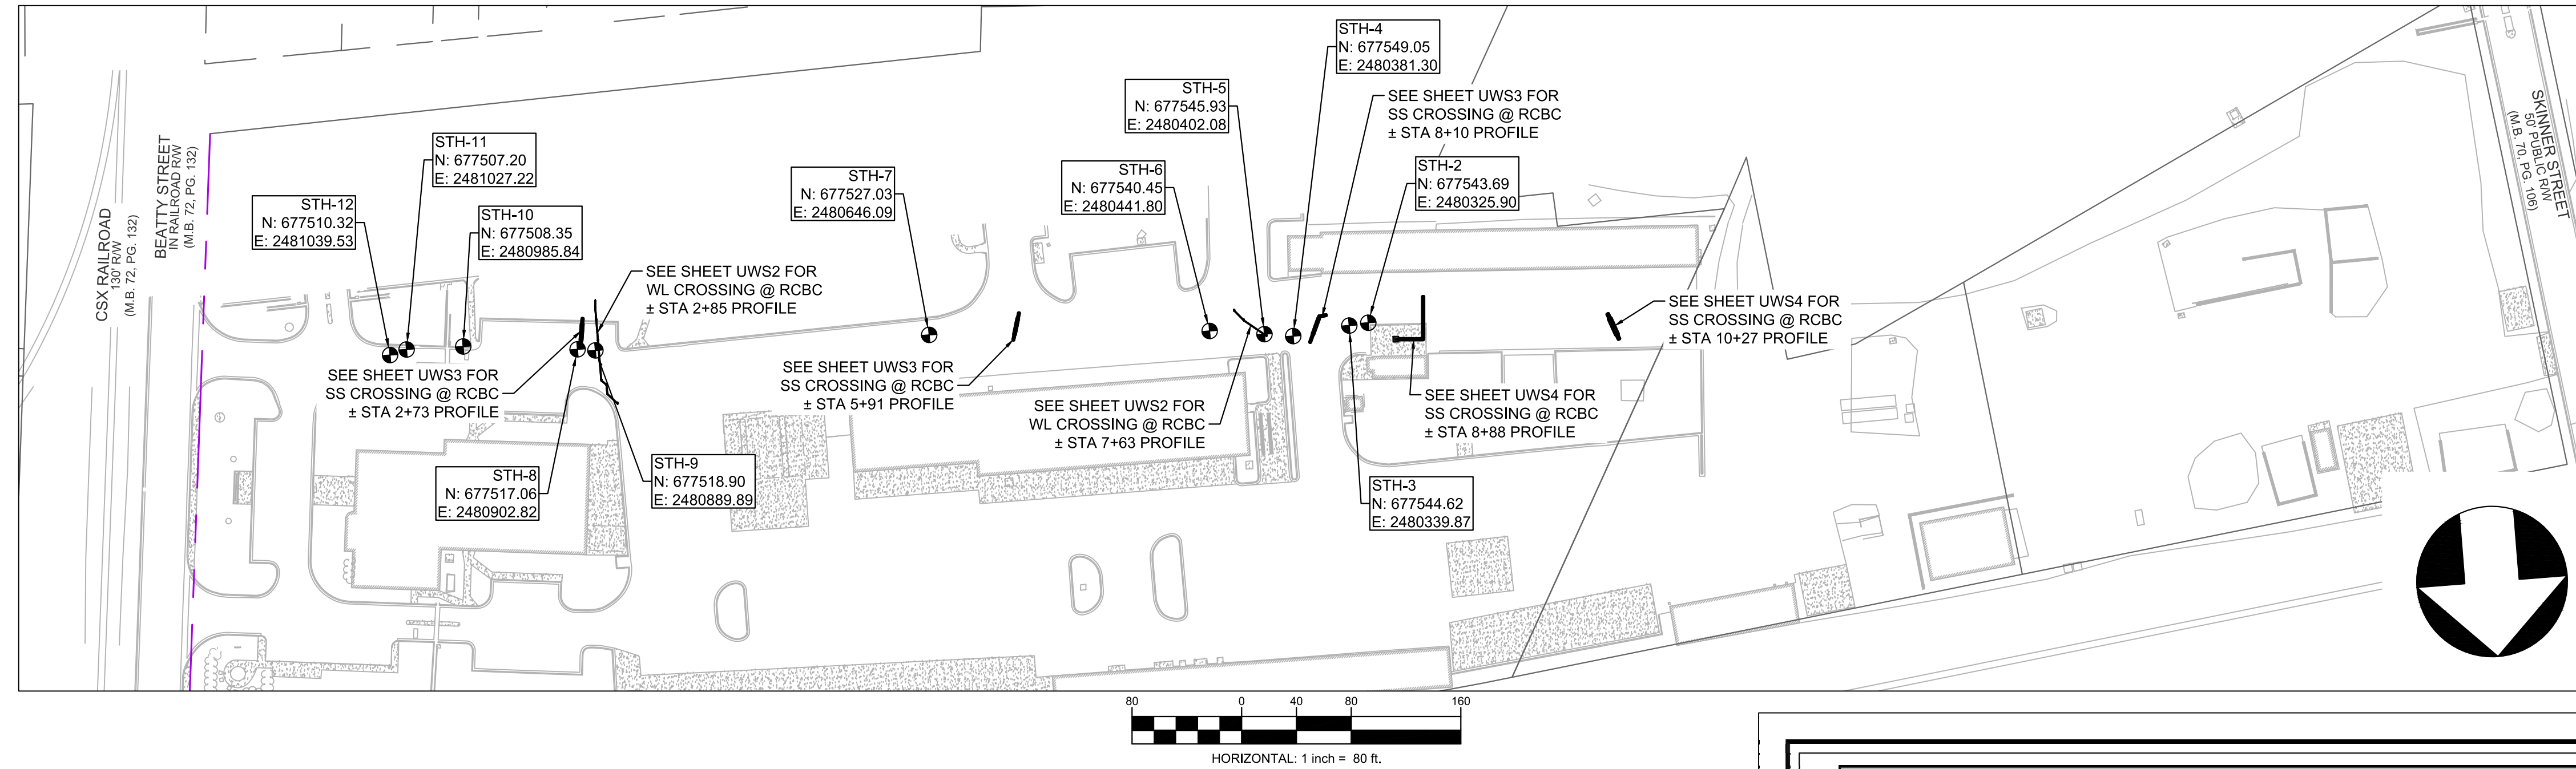 STH-4
N: 677549.05
E: 2480381.30
STH-5
N: 677545.93
E: 2480402.08
SEE SHEET UWS3 FOR
SS CROSSING @ RCBC
± STA 8+10 PROFILE
SKINNER STREET
50' PUBLIC R/W
(M.B. 70, PG. 106)
CSX RAILROAD
130' R/W
(M.B. 72, PG. 132)
BEATTY STREET
IN RAILROAD R/W
(M.B. 72, PG. 132)
STH-11
N: 677507.20
E: 2481027.22
STH-7
N: 677527.03
E: 2480646.09
STH-6
N: 677540.45
E: 2480441.80
STH-2
N: 677543.69
E: 2480325.90
STH-12
N: 677510.32
E: 2481039.53
STH-10
N: 677508.35
E: 2480985.84
SEE SHEET UWS2 FOR
WL CROSSING @ RCBC
± STA 2+85 PROFILE
SEE SHEET UWS4 FOR
SS CROSSING @ RCBC
± STA 10+27 PROFILE
SEE SHEET UWS3 FOR
SS CROSSING @ RCBC
± STA 2+73 PROFILE
SEE SHEET UWS3 FOR
SS CROSSING @ RCBC
± STA 5+91 PROFILE
SEE SHEET UWS2 FOR
WL CROSSING @ RCBC
± STA 7+63 PROFILE
SEE SHEET UWS4 FOR
SS CROSSING @ RCBC
± STA 8+88 PROFILE
STH-8
N: 677517.06
E: 2480902.82
STH-9
N: 677518.90
E: 2480889.89
STH-3
N: 677544.62
E: 2480339.87
80 0 40 80 160
HORIZONTAL: 1 inch = 80 ft.